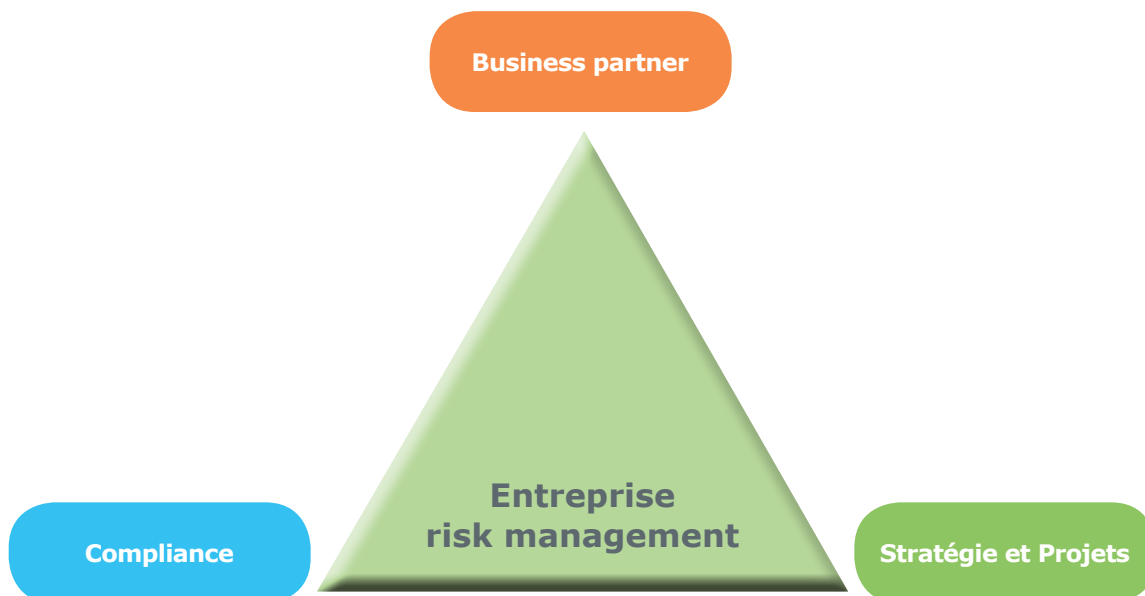 Business partner
Entreprise
risk management
Compliance
Stratégie et Projets